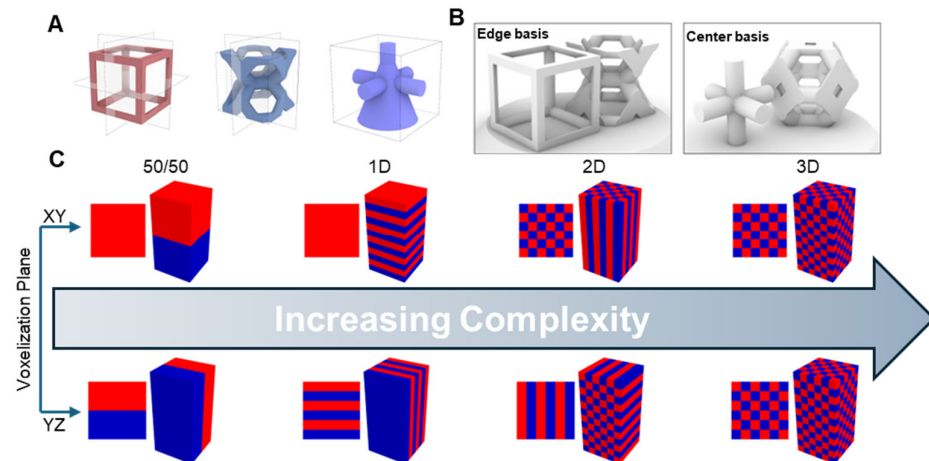 A
B
Edge basis
Center basis
C
50/50
1D
2D
3D
XY
Voxelization Plane
Increasing Complexity
YZ